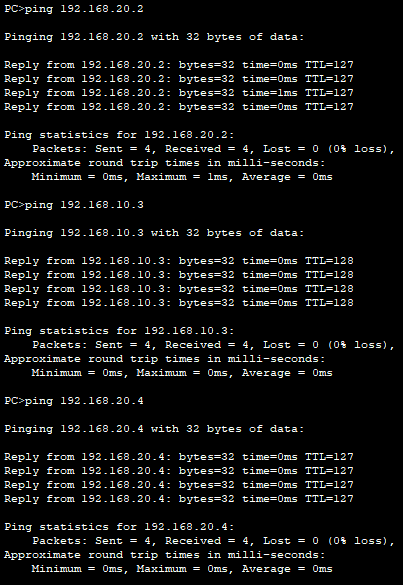 PC>ping 192.168.20.2
Pinging 192.168.20.2 with 32 bytes of data:
Reply from 192.168.20.2: bytes=32 time=0ms TTL=127
Reply from 192.168.20.2: bytes=32 time=0ms TTL=127
Reply from 192.168.20.2: bytes=32 time=1ms TTL=127
Reply from 192.168.20.2: bytes=32 time=0ms TTL=127
Ping statistics for 192.168.20.2:
Packets: Sent = 4, Received = 4, Lost = 0 (0% loss),
Approximate round trip times in milli-seconds:
Minimum = 0ms, Maximum = 1ms, Average = 0ms
PC>ping 192.168.10.3
Pinging 192.168.10.3 with 32 bytes of data:
Reply from 192.168.10.3: bytes=32 time=0ms TTL=128
Reply from 192.168.10.3: bytes=32 time=0ms TTL=128
Reply from 192.168.10.3: bytes=32 time=0ms TTL=128
Reply from 192.168.10.3: bytes=32 time=0ms TTL=128
Ping statistics for 192.168.10.3:
Packets: Sent = 4, Received = 4, Lost = 0 (0% loss),
Approximate round trip times in milli-seconds:
Minimum = 0ms, Maximum = 0ms, Average = 0ms
PC>ping 192.168.20.4
Pinging 192.168.20.4 with 32 bytes of data:
Reply from 192.168.20.4: bytes=32 time=0ms TTL=127
Reply from 192.168.20.4: bytes=32 time=0ms TTL=127
Reply from 192.168.20.4: bytes=32 time=0ms TTL=127
Reply from 192.168.20.4: bytes=32 time=0ms TTL=127
Ping statistics for 192.168.20.4:
Packets: Sent = 4, Received = 4, Lost = 0 (0% loss),
Approximate round trip times in milli-seconds:
Minimum = 0ms, Maximum = 0ms, Average = 0ms